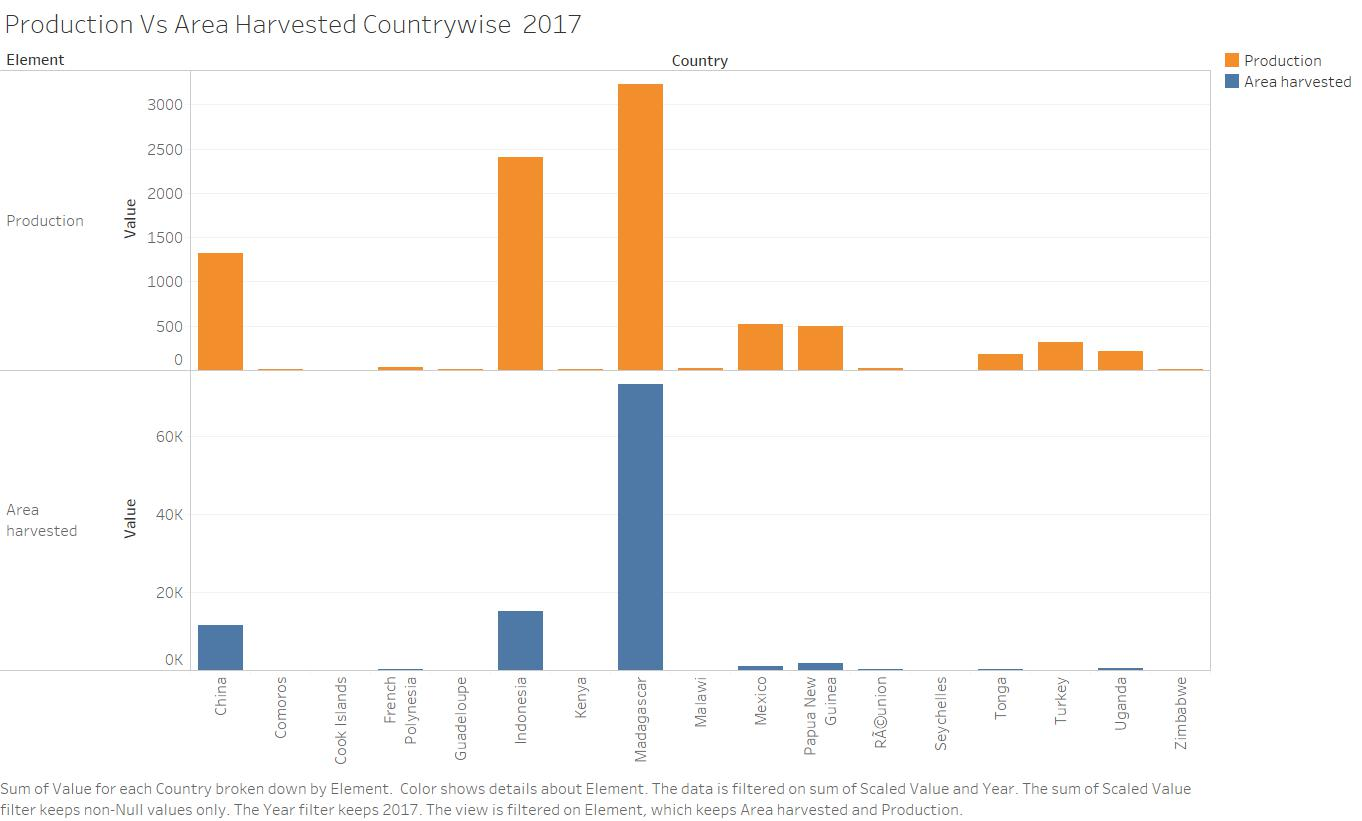 Production Vs Area Harvested Countrywise 2017
Element
Country
Production
Area harvested
Production
Value
3000
2500
2000
1500
1000
500
0
Area
harvested
Value
60K
40K
20K
0K
China
Comoros
Cook Islands
French
Polynesia
Guadeloupe
Indonesia
Kenya
Madagascar
Malawi
Mexico
Papua New
Guinea
RÃ©union
Seychelles
Tonga
Turkey
Uganda
Zimbabwe
Sum of Value for each Country broken down by Element. Color shows details about Element. The data is filtered on sum of Scaled Value and Year. The sum of Scaled Value
filter keeps non-Null values only. The Year filter keeps 2017. The view is filtered on Element, which keeps Area harvested and Production.